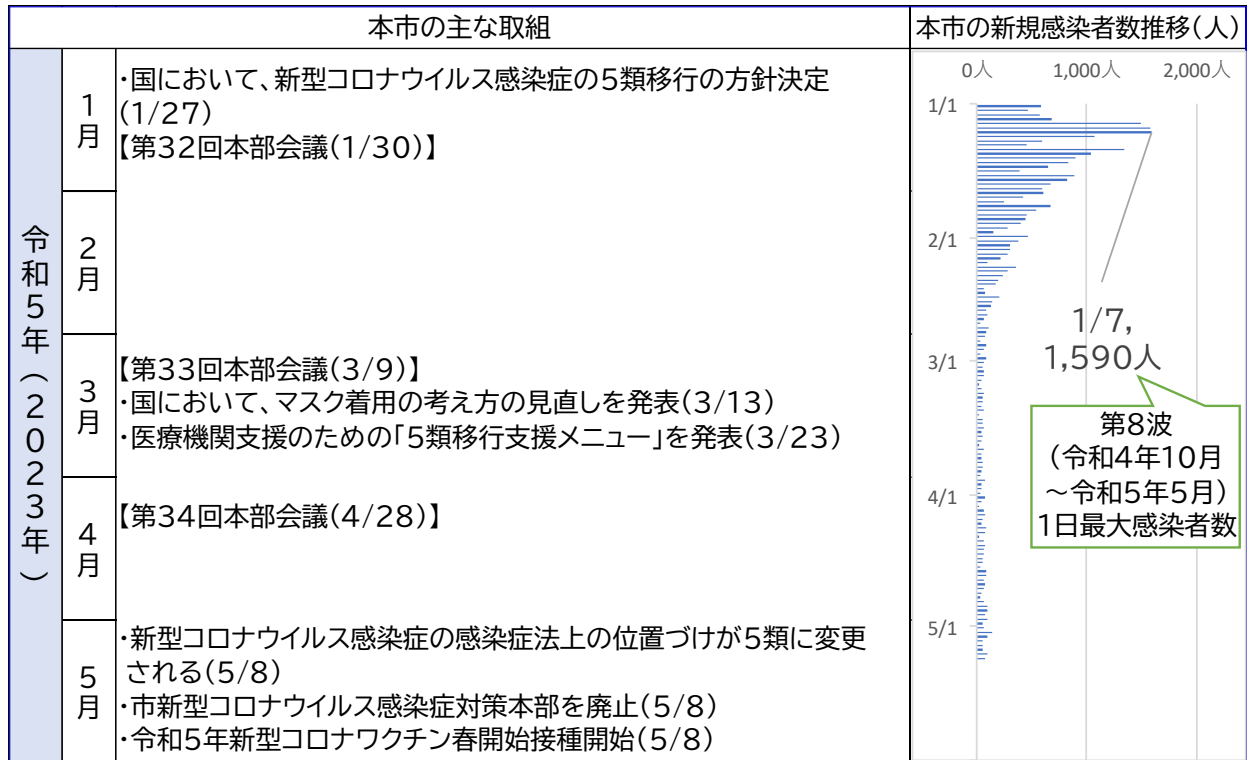 本市の主な取組
本市の新規感染者数推移(人)
令和5年(2023年)
1月
・国において、新型コロナウイルス感染症の5類移行の方針決定
(1/27)
【第32回本部会議(1/30)】
2月
3月
【第33回本部会議(3/9)】
・国において、マスク着用の考え方の見直しを発表(3/13)
・医療機関支援のための「5類移行支援メニュー」を発表(3/23)
4月
【第34回本部会議(4/28)】
5月
・新型コロナウイルス感染症の感染症法上の位置づけが5類に変更
される(5/8)
・市新型コロナウイルス感染症対策本部を廃止(5/8)
・令和5年新型コロナワクチン春開始接種開始(5/8)
0人 1,000人 2,000人
1/1
2/1
3/1
4/1
5/1
1/7,
1,590人
第8波
(令和4年10月
~令和5年5月)
1日最大感染者数